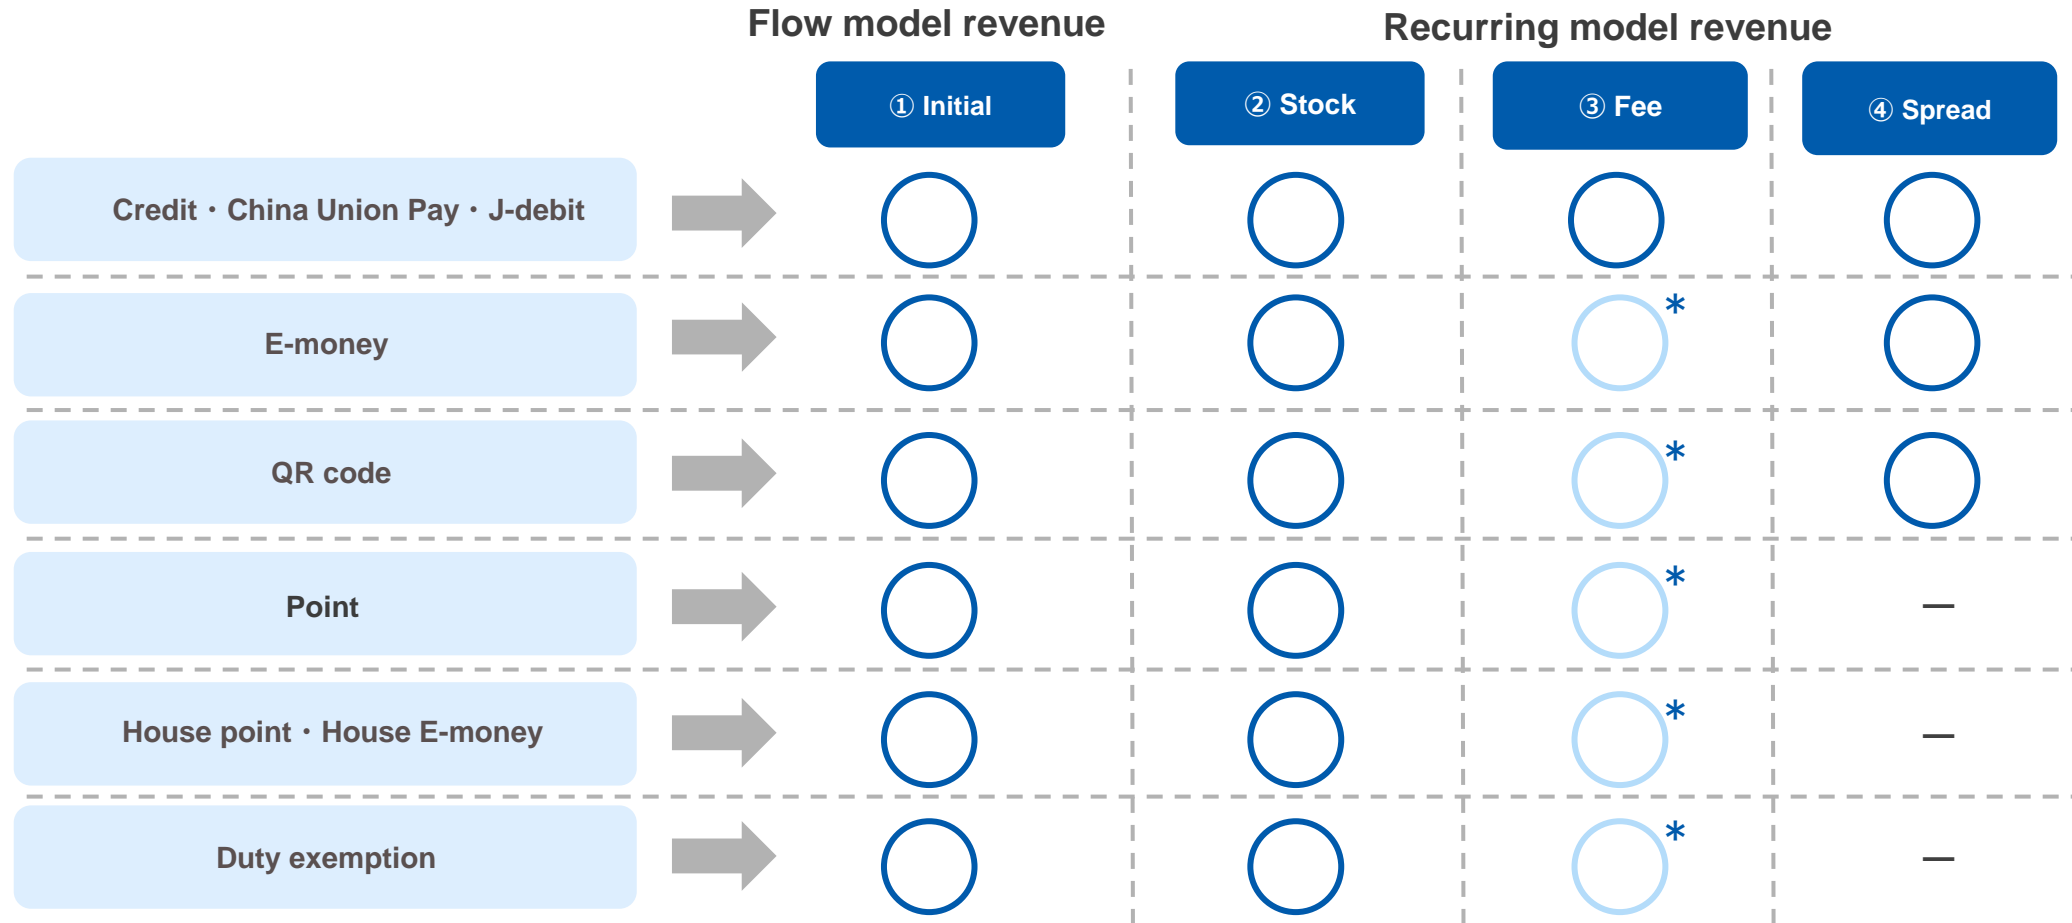 Flow model revenue
Recurring model revenue
① Initial
② Stock
③ Fee
④ Spread
Credit・China Union Pay・J-debit
E-money
*
QR code
*
Point
*
—
House point・House E-money
*
—
Duty exemption
*
—